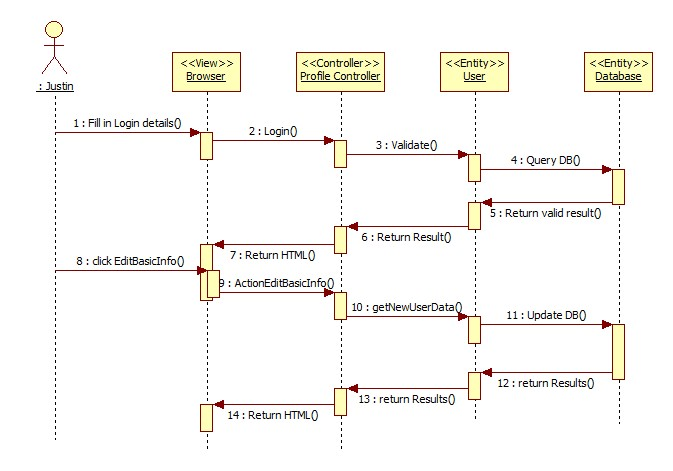 <<View>>
Browser
<<Controller>>
Profile Controller
<<Entity>>
User
<<Entity>>
Database
: Justin
1 : Fill in Login details()
2 : Login()
3 : Validate()
4 : Query DB()
5 : Return valid result()
6 : Return Result()
7 : Return HTML()
8 : click EditBasicInfo()
9 : ActionEditBasicInfo()
10 : getNewUserData()
11 : Update DB()
12 : return Results()
13 : return Results()
14 : Return HTML()